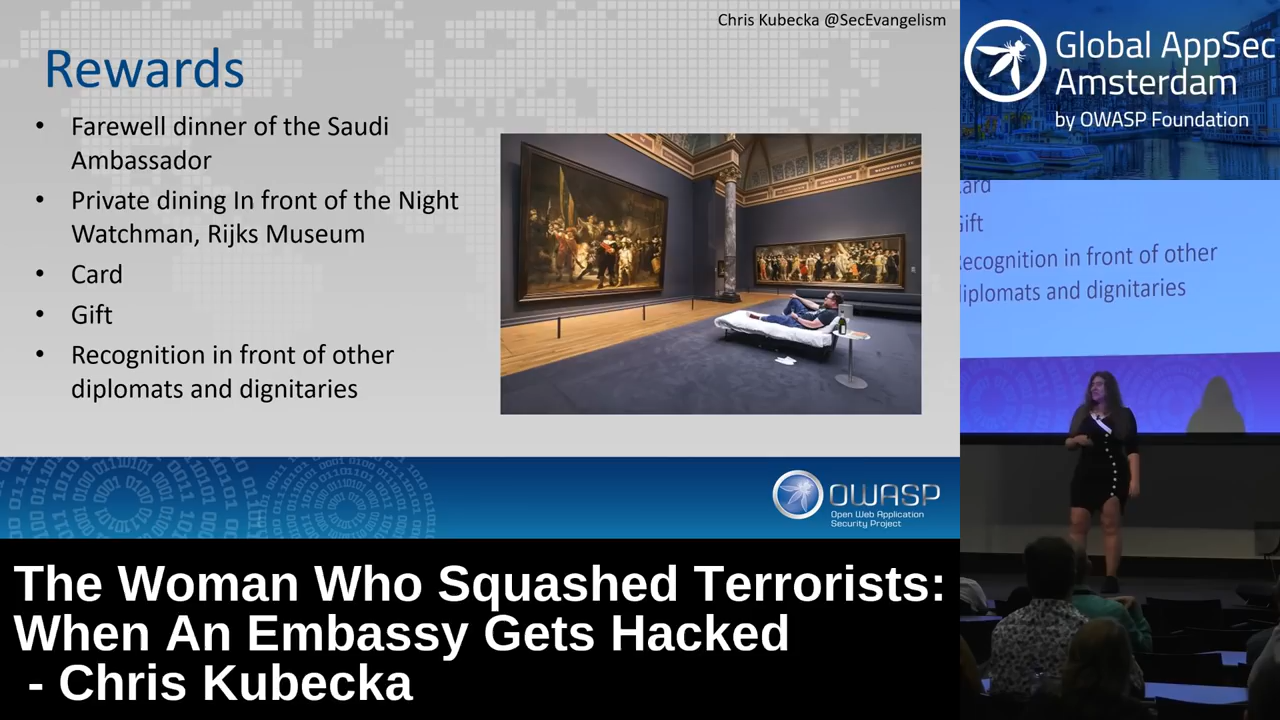 Chris Kubecka @SecEvangelism
Rewards
• Farewell dinner of the Saudi
Ambassador
• Private dining In front of the Night
Watchman, Rijks Museum
• Card
• Gift
• Recognition in front of other
diplomats and dignitaries
OWASP
Open Web Application
Security Project
The Woman Who Squashed Terrorists:
When An Embassy Gets Hacked
- Chris Kubecka
Global AppSec
Amsterdam
by OWASP Foundation
ard
Gift
ecognition in front of other
iplomats and dignitaries